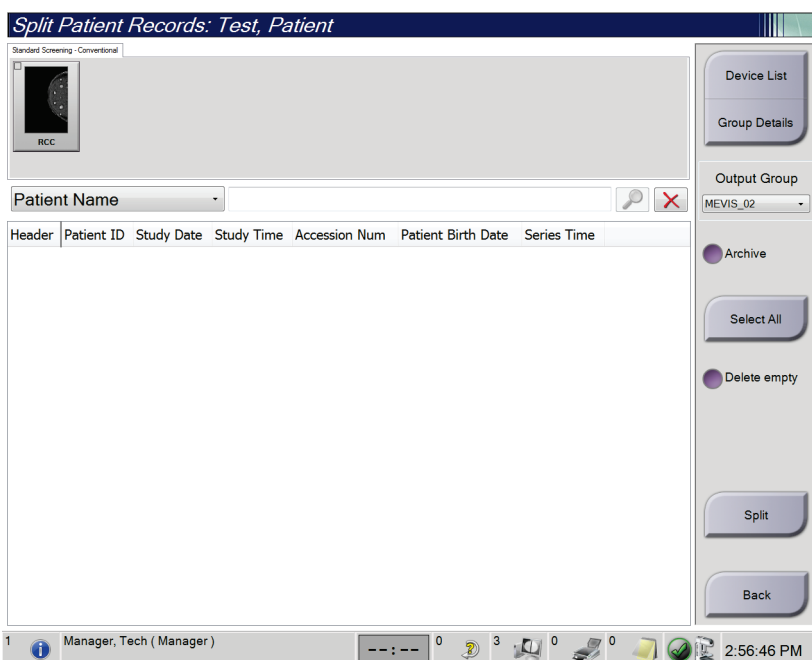 Split Patient Records: Test, Patient
Standard Screening - Conventional
RCC
Patient Name
Header Patient ID Study Date Study Time Accession Num Patient Birth Date Series Time
Device List
Group Details
Output Group
MEVIS_02
Archive
Select All
Delete empty
Split
Back
1 Manager, Tech ( Manager ) --:-- 0 3 0 0 2:56:46 PM